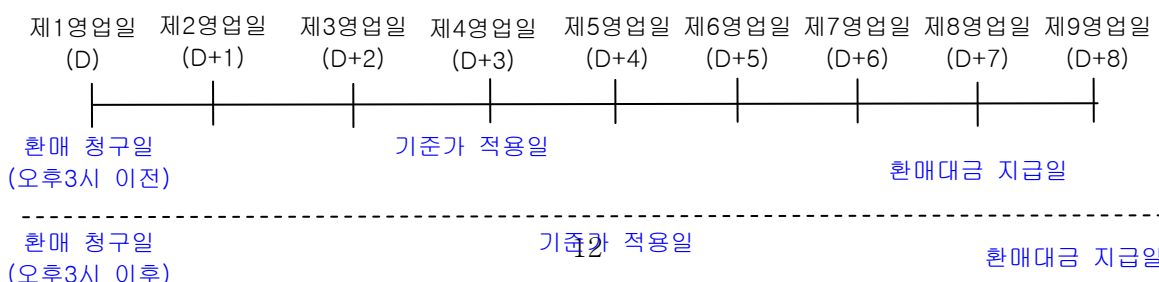 제1영업일 제2영업일 제3영업일 제4영업일 제5영업일 제6영업일 제7영업일 제8영업일 제9영업일
(D) (D+1) (D+2) (D+3) (D+4) (D+5) (D+6) (D+7) (D+8)
환매 청구일 기준가 적용일
(오후3시 이전) 환매대금 지급일
환매 청구일 기준가 적용일
12
환매대금 지급일
(오후3시 이후)